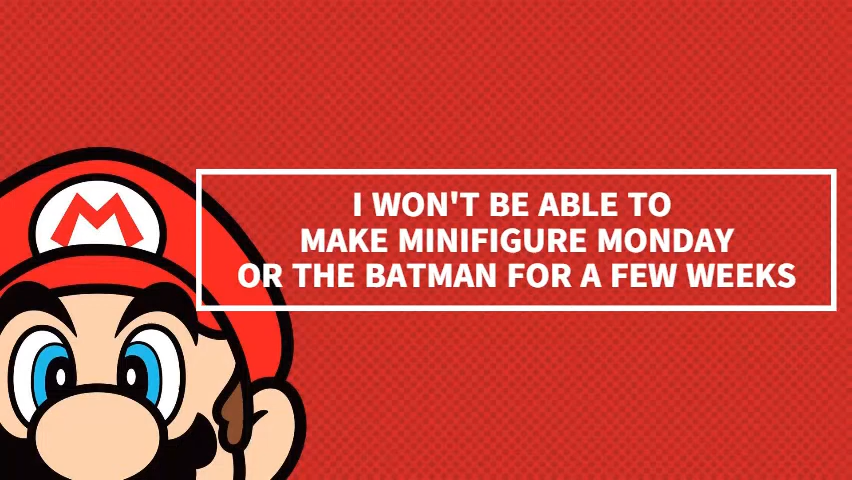 M
I WON'T BE ABLE TO
MAKE MINIFIGURE MONDAY
OR THE BATMAN FOR A FEW WEEKS